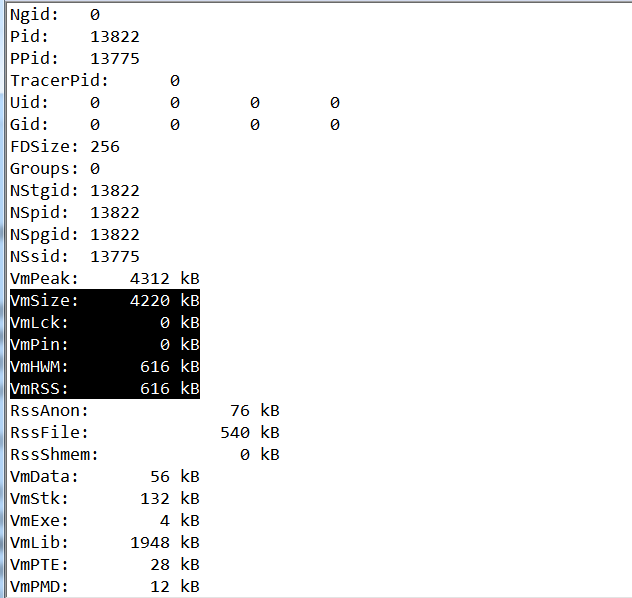 Ngid:   0
Pid:    13822
PPid:   13775
TracerPid:      0
Uid:    0       0       0       0
Gid:    0       0       0       0
FDSize: 256
Groups: 0
NStgid: 13822
NSpid:  13822
NSpgid: 13822
NSsid:  13775
VmPeak:     4312 kB
VmSize:     4220 kB
VmLck:         0 kB
VmPin:         0 kB
VmHWM:       616 kB
VmRSS:       616 kB
RssAnon:              76 kB
RssFile:             540 kB
RssShmem:              0 kB
VmData:       56 kB
VmStk:       132 kB
VmExe:         4 kB
VmLib:      1948 kB
VmPTE:        28 kB
VmPMD:        12 kB